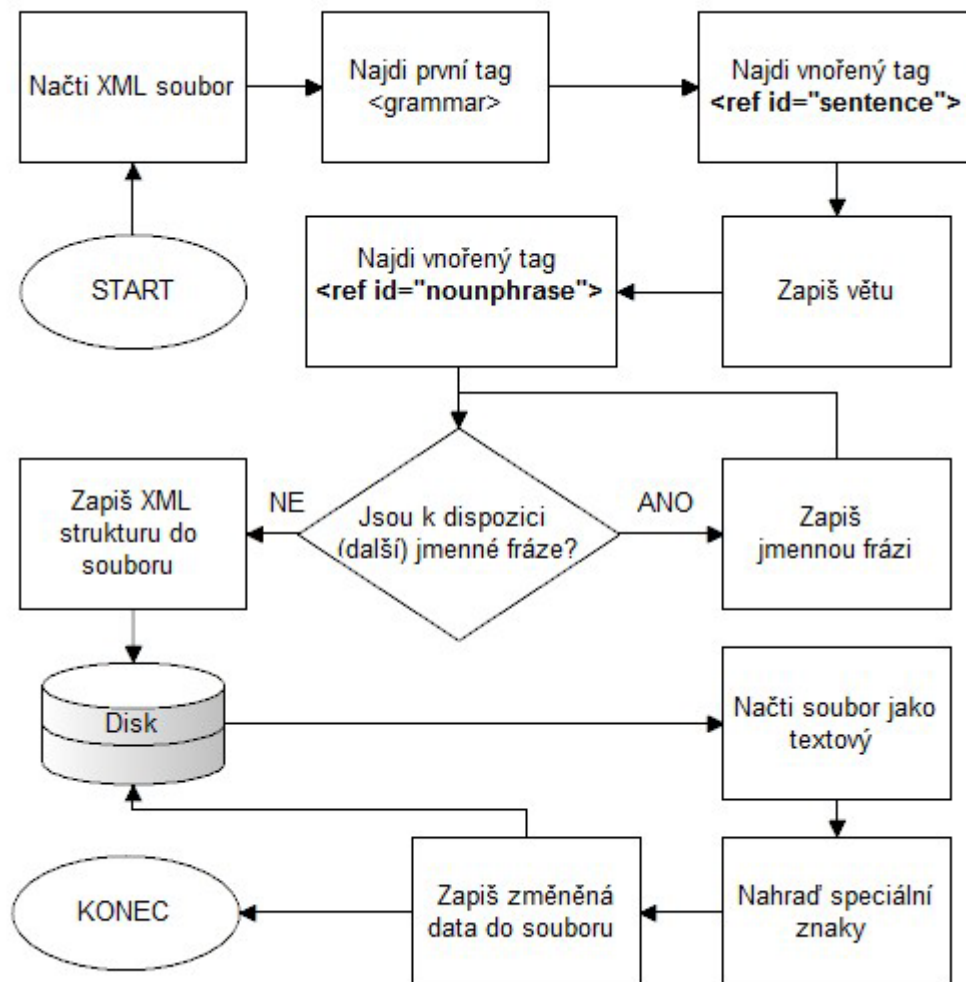 Načti XML soubor
Najdi první tag
<grammar>
Najdi vnořený tag
<ref id="sentence">
START
Najdi vnořený tag
<ref id="nounphrase">
Zapiš větu
Zapiš XML
strukturu do
souboru
NE
Jsou k dispozici
(další) jmenné fráze?
ANO
Zapiš
jmennou frázi
Disk
Načti soubor jako
textový
KONEC
Zapiš změněná
data do souboru
Nahraď speciální
znaky